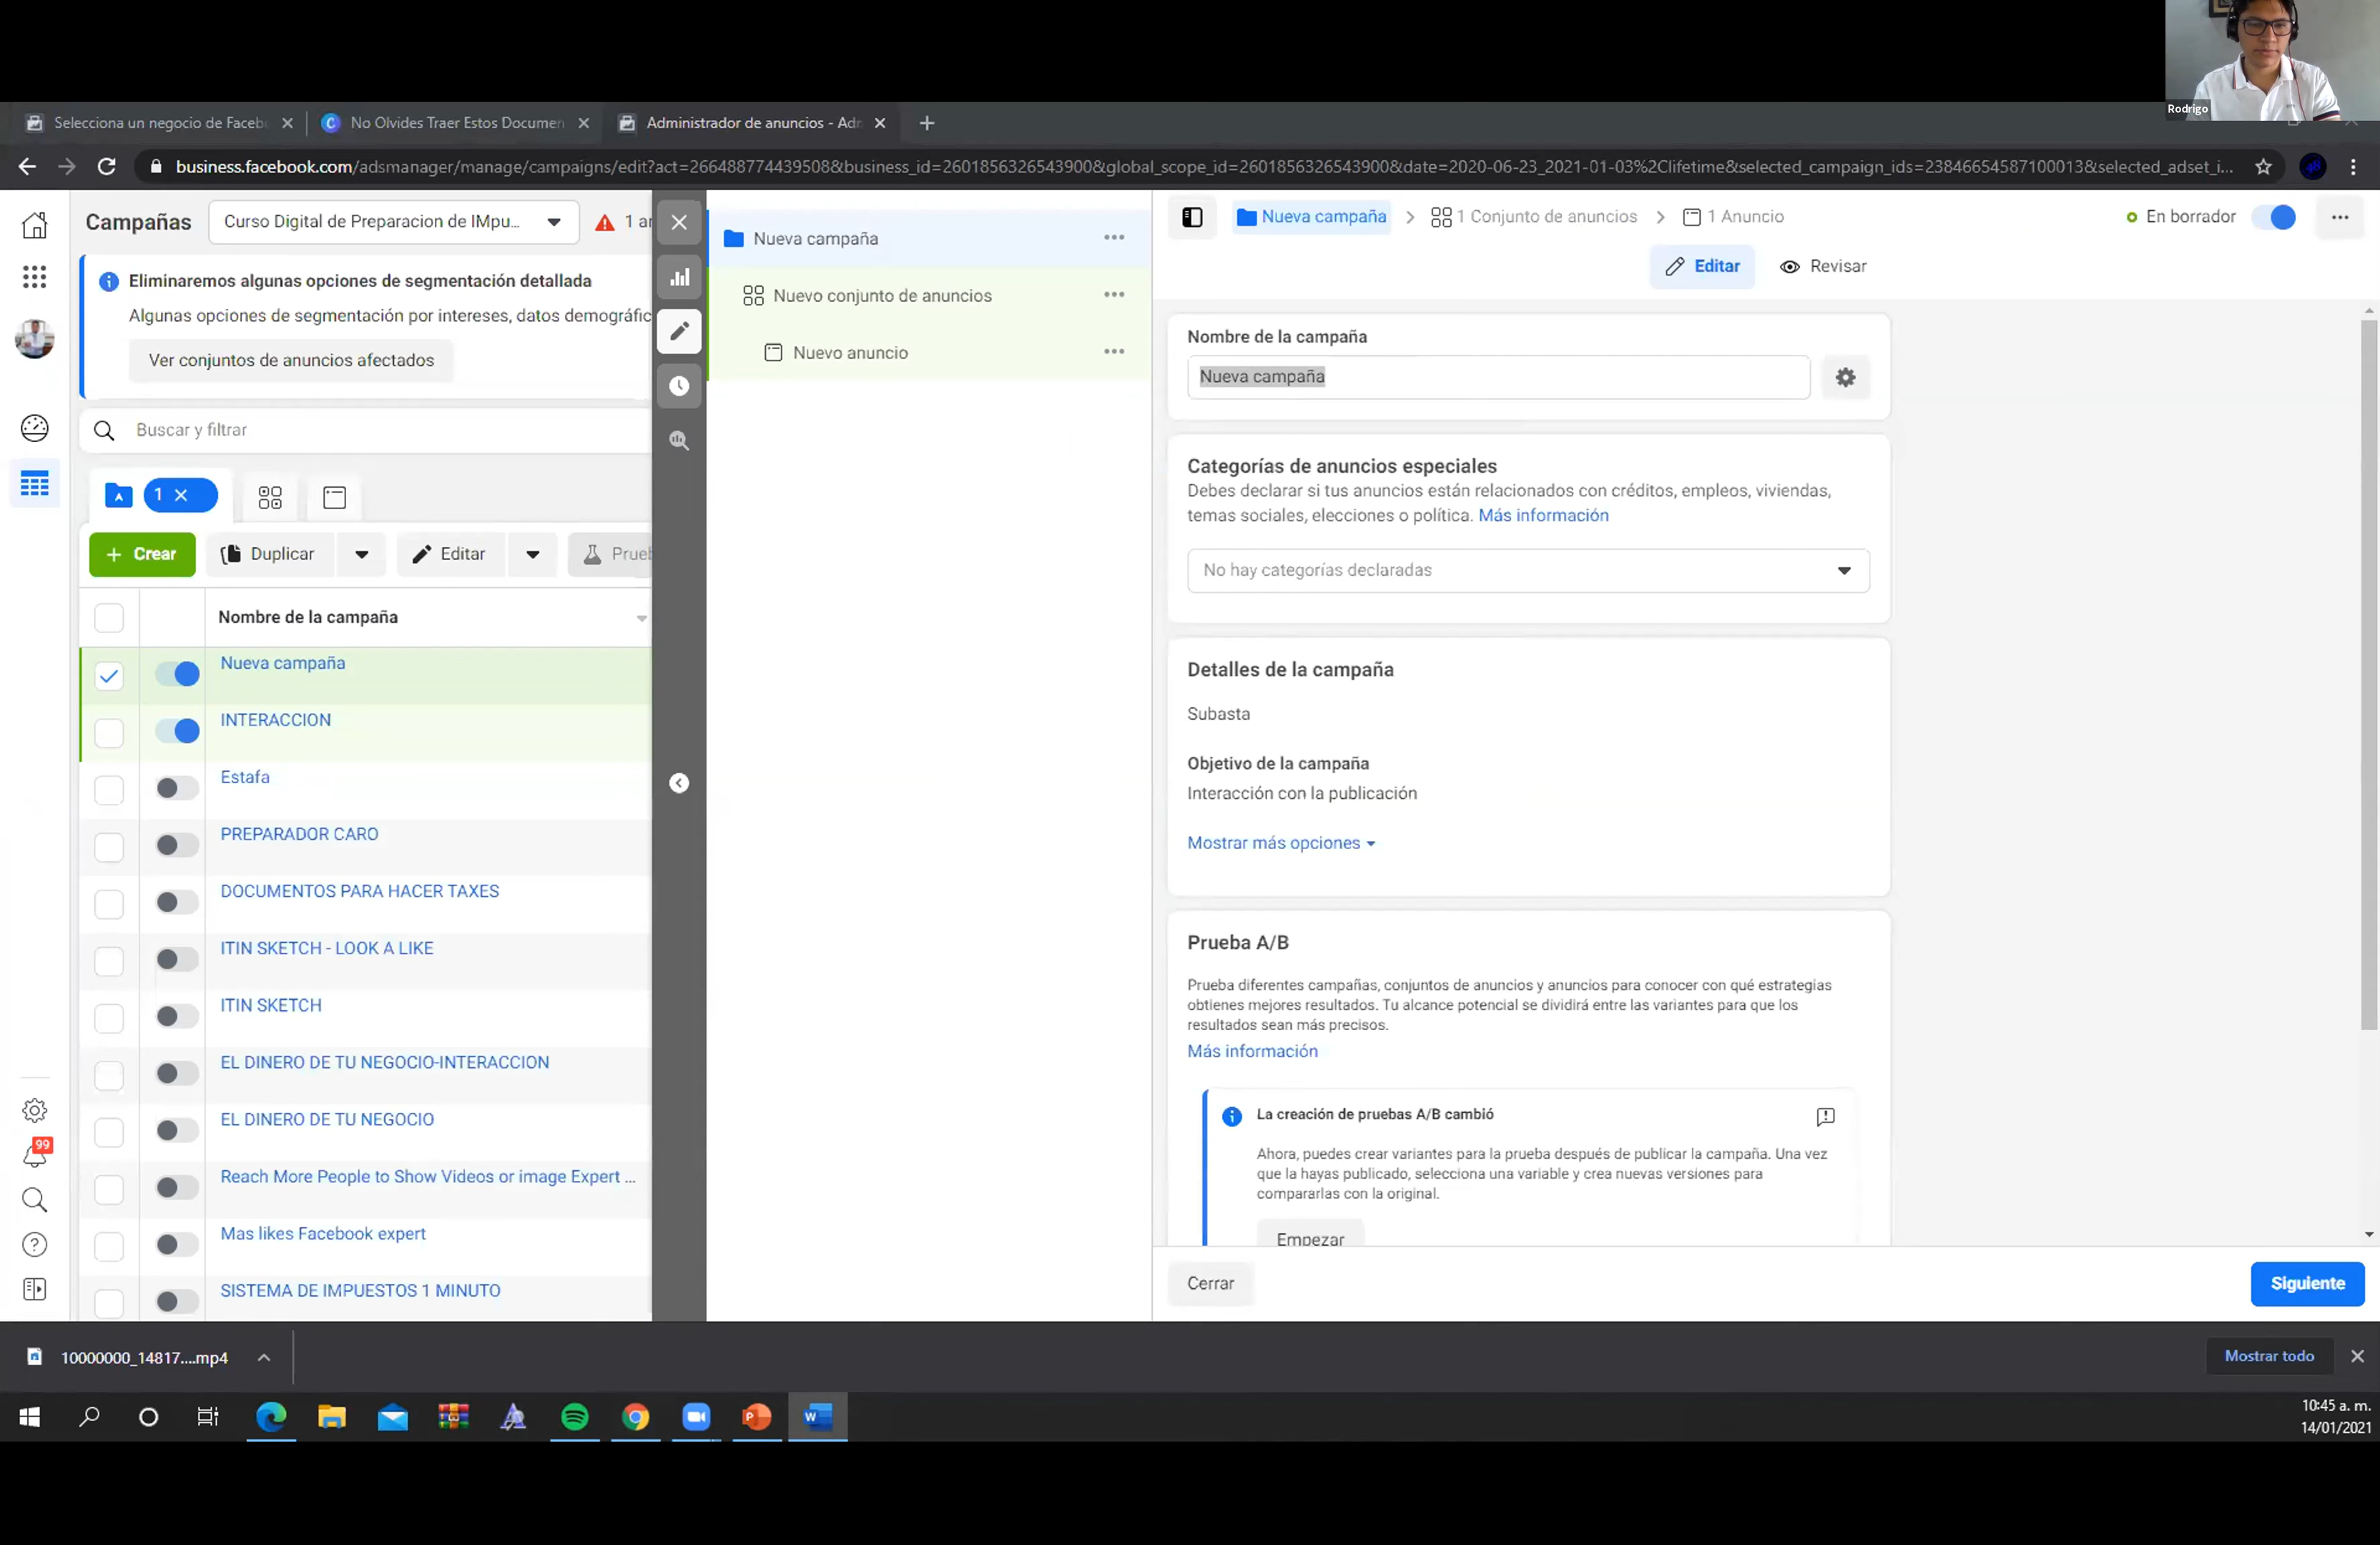 Rodrigo
Selecciona un negocio de Faceb
No Olvides Traer Estos Documen
Administrador de anuncios - Adr
business.facebook.com/adsmanager/manage/campaigns/edit?act=266488774439508&business_id=2601856326543900&global_scope_id=2601856326543900&date=2020-06-23_2021-01-03%2Clifetime&selected_campaign_ids=23846654587100013&selected_adset_i...
Campañas
Curso Digital de Preparacion de IMpu...
1 ar
Eliminaremos algunas opciones de segmentación detallada
Algunas opciones de segmentación por intereses, datos demográfic
Ver conjuntos de anuncios afectados
Buscar y filtrar
1
+ Crear
Duplicar
Editar
Prueb
Nombre de la campaña
Nueva campaña
INTERACCION
Estafa
PREPARADOR CARO
DOCUMENTOS PARA HACER TAXES
ITIN SKETCH - LOOK A LIKE
ITIN SKETCH
EL DINERO DE TU NEGOCIO-INTERACCION
EL DINERO DE TU NEGOCIO
Reach More People to Show Videos or image Expert ...
Mas likes Facebook expert
SISTEMA DE IMPUESTOS 1 MINUTO
99
Nueva campaña
Nuevo conjunto de anuncios
Nuevo anuncio
Nueva campaña
1 Conjunto de anuncios
1 Anuncio
En borrador
Editar
Revisar
Nombre de la campaña
Nueva campaña
Categorías de anuncios especiales
Debes declarar si tus anuncios están relacionados con créditos, empleos, viviendas,
temas sociales, elecciones o política. Más información
No hay categorías declaradas
Detalles de la campaña
Subasta
Objetivo de la campaña
Interacción con la publicación
Mostrar más opciones
Prueba A/B
Prueba diferentes campañas, conjuntos de anuncios y anuncios para conocer con qué estrategias
obtienes mejores resultados. Tu alcance potencial se dividirá entre las variantes para que los
resultados sean más precisos.
Más información
La creación de pruebas A/B cambió
Ahora, puedes crear variantes para la prueba después de publicar la campaña. Una vez
que la hayas publicado, selecciona una variable y crea nuevas versiones para
compararlas con la original.
Empezar
Cerrar
Siguiente
10000000_14817....mp4
Mostrar todo
10:45 a. m.
14/01/2021